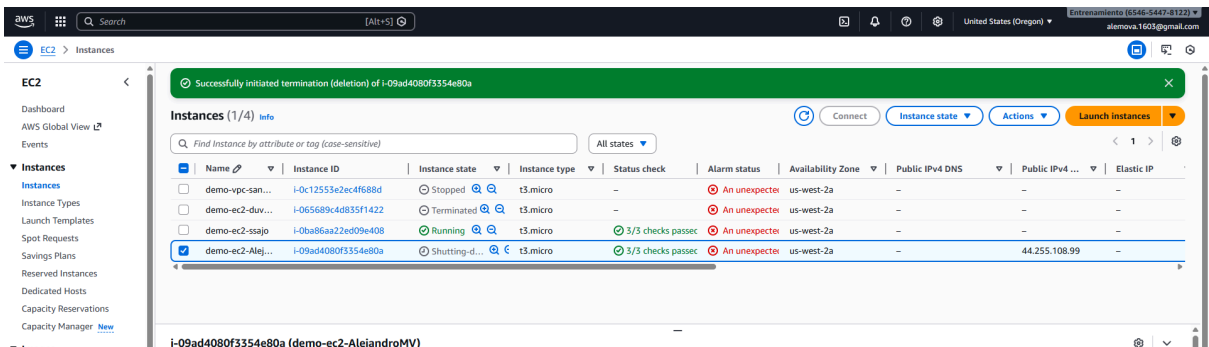 aws Search [Alt+S] United States (Oregon) Entrenamiento (6546-5447-8122)
alemova.1603@gmail.com
EC2 > Instances
EC2
Dashboard
AWS Global View
Events
Instances
Instances
Instance Types
Launch Templates
Spot Requests
Savings Plans
Reserved Instances
Dedicated Hosts
Capacity Reservations
Capacity Manager New
Successfully initiated termination (deletion) of i-09ad4080f3354e80a
Instances (1/4) Info Connect Instance state Actions Launch instances
Find Instance by attribute or tag (case-sensitive) All states 1
Name Instance ID Instance state Instance type Status check Alarm status Availability Zone Public IPv4 DNS Public IPv4 ... Elastic IP
demo-vpc-san... i-0c12553e2ec4f688d Stopped t3.micro – An unexpected us-west-2a – – –
demo-ec2-duv... i-065689c4d835f1422 Terminated t3.micro – An unexpected us-west-2a – – –
demo-ec2-ssajo i-0ba86aa22ed09e408 Running t3.micro 3/3 checks passec An unexpected us-west-2a – – –
demo-ec2-Alej... i-09ad4080f3354e80a Shutting-d... t3.micro 3/3 checks passec An unexpected us-west-2a – 44.255.108.99 –
i-09ad4080f3354e80a (demo-ec2-AlejandroMV)